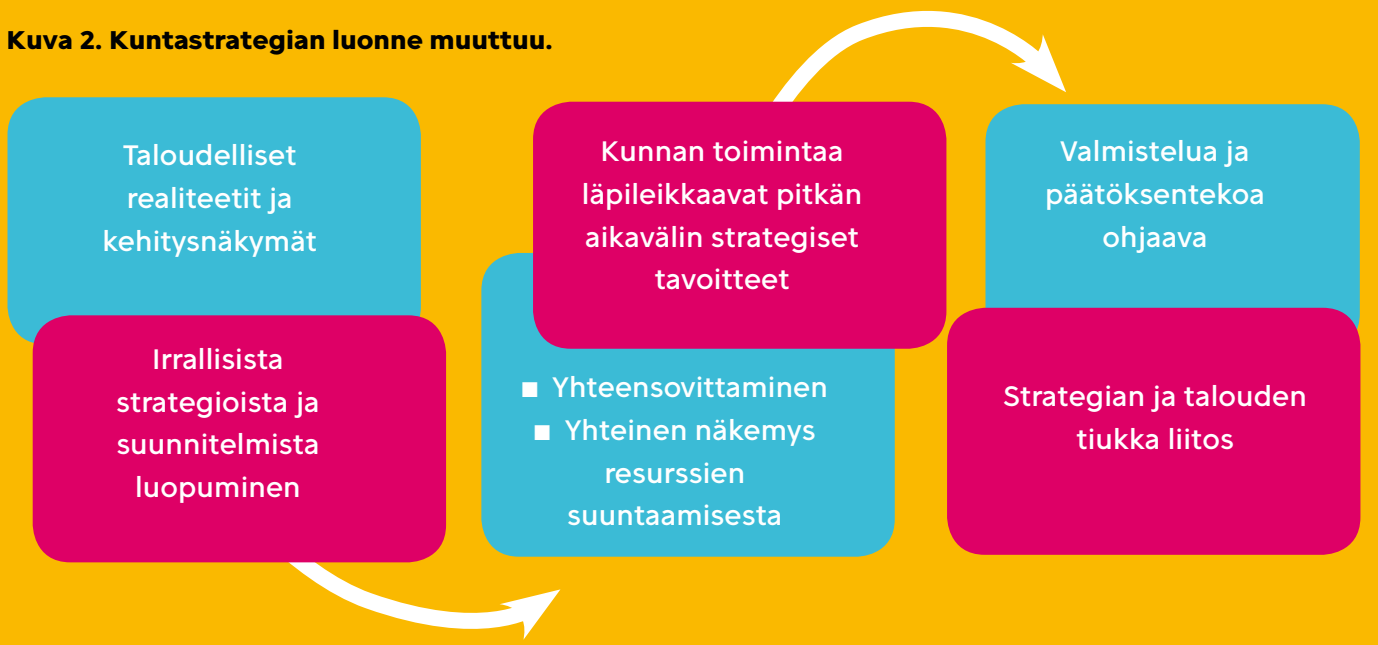 Kuva 2. Kuntastrategian luonne muuttuu.
Taloudelliset
realiteetit ja
kehitysnäkymät
Irrallisista
strategioista ja
suunnitelmista
luopuminen
Kunnan toimintaa
läpileikkaavat pitkän
aikavälin strategiset
tavoitteet
■ Yhteensovittaminen
■ Yhteinen näkemys
resurssien
suuntaamisesta
Valmistelua ja
päätöksentekoa
ohjaava
Strategian ja talouden
tiukka liitos